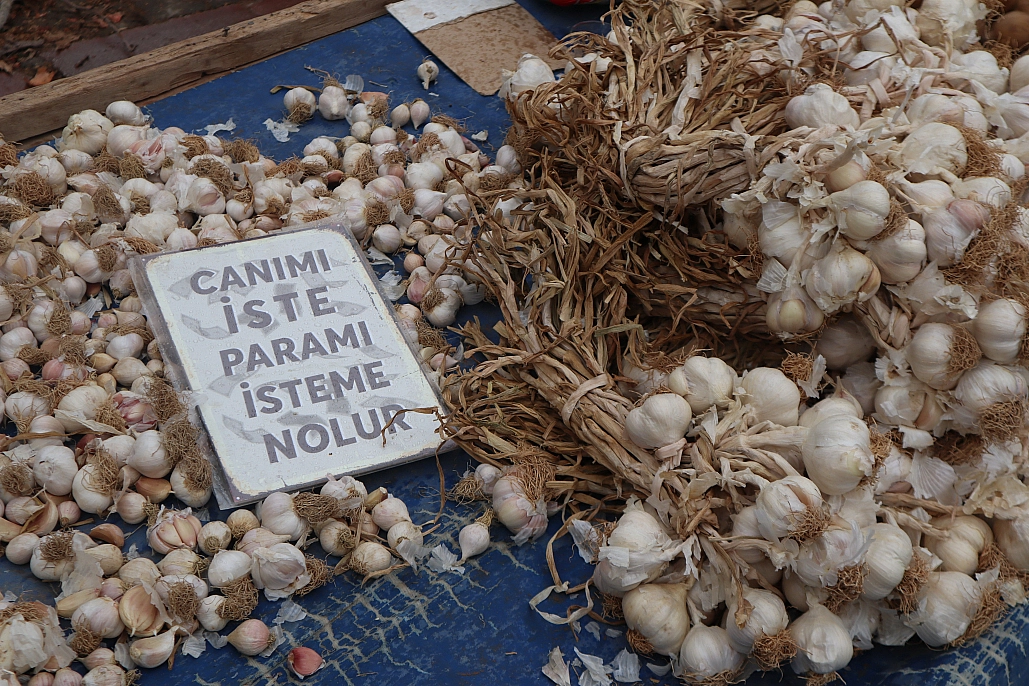 CANIMI
İSTE
PARAMI
İSTEME
NOLUR